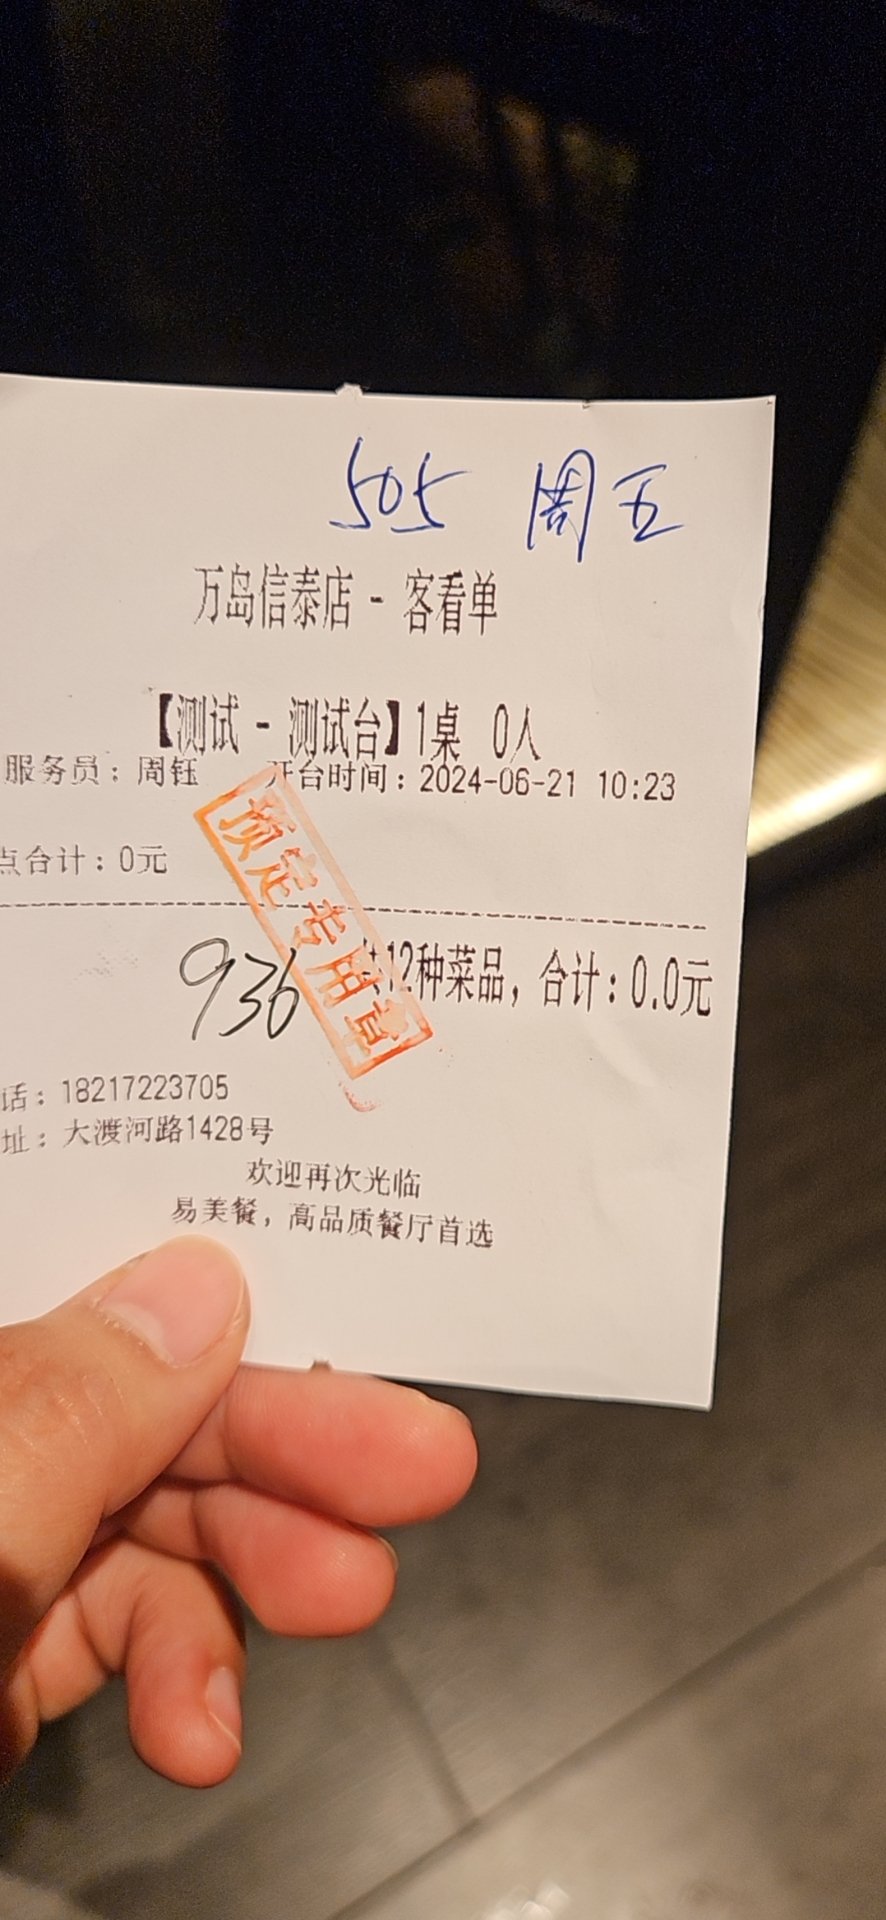 505 周五
万岛信泰店 - 客看单
【测试 - 测试台】1桌 0人
服务员：周钰 开台时间：2024-06-21 10:23
点合计：0元
预定专用章
936
共12种菜品，合计：0.0元
话：18217223705
址：大渡河路1428号
欢迎再次光临
易美餐，高品质餐厅首选